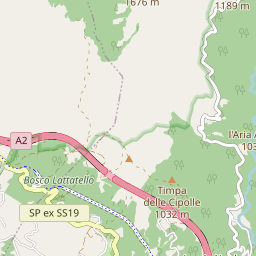 1676 m
1189 m
l'Aria A
103
A2
Bosco Lattatello
Timpa
delle Cipolle
1032 m
SP ex SS19